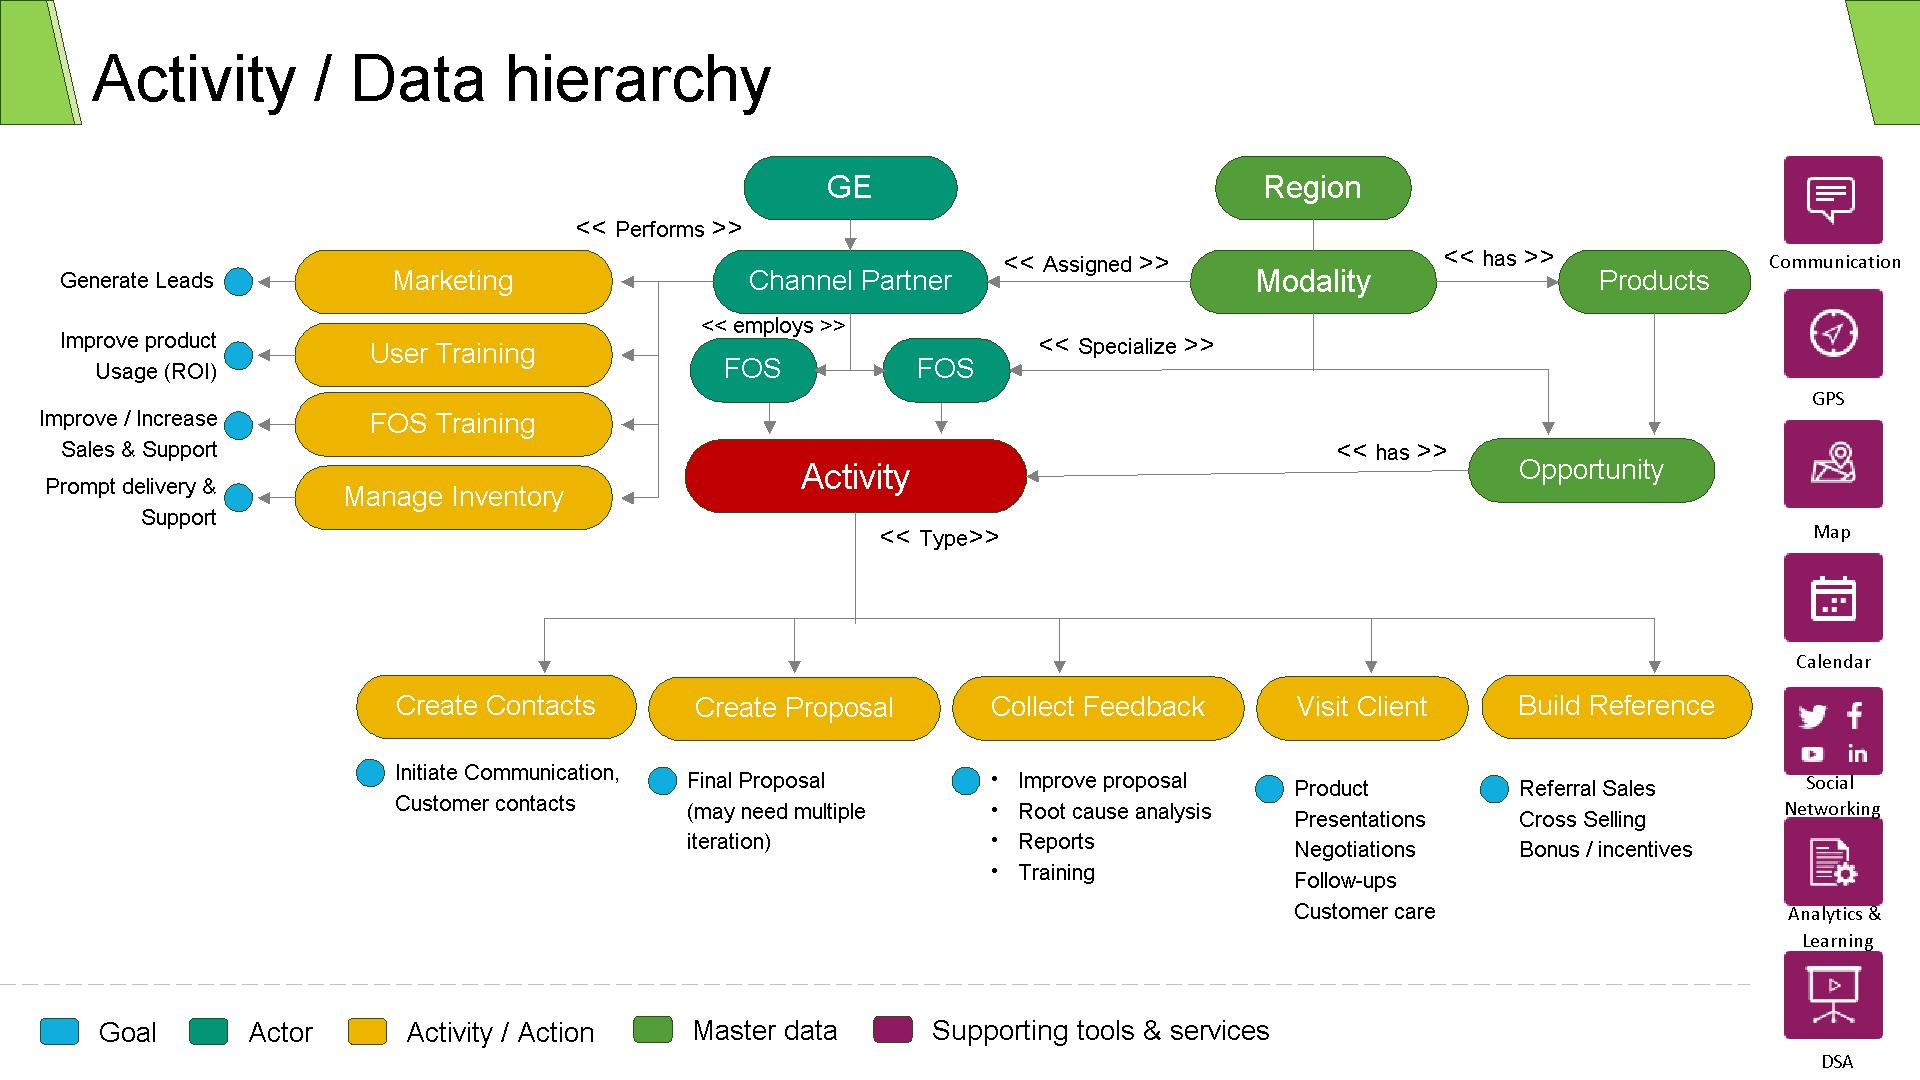 Activity / Data hierarchy
GE
Region
<< Performs >>
Channel Partner
<< Assigned >>
Modality
<< has >>
Products
Generate Leads
Marketing
<< employs >>
Improve product
Usage (ROI)
User Training
FOS
FOS
<< Specialize >>
Improve / Increase
Sales & Support
FOS Training
Prompt delivery &
Support
Manage Inventory
Activity
<< has >>
Opportunity
<< Type>>
Create Contacts
Create Proposal
Collect Feedback
Visit Client
Build Reference
Initiate Communication,
Customer contacts
Final Proposal
(may need multiple
iteration)
• Improve proposal
• Root cause analysis
• Reports
• Training
Product
Presentations
Negotiations
Follow-ups
Customer care
Referral Sales
Cross Selling
Bonus / incentives
Communication
GPS
Map
Calendar
Social
Networking
Analytics &
Learning
DSA
Goal
Actor
Activity / Action
Master data
Supporting tools & services